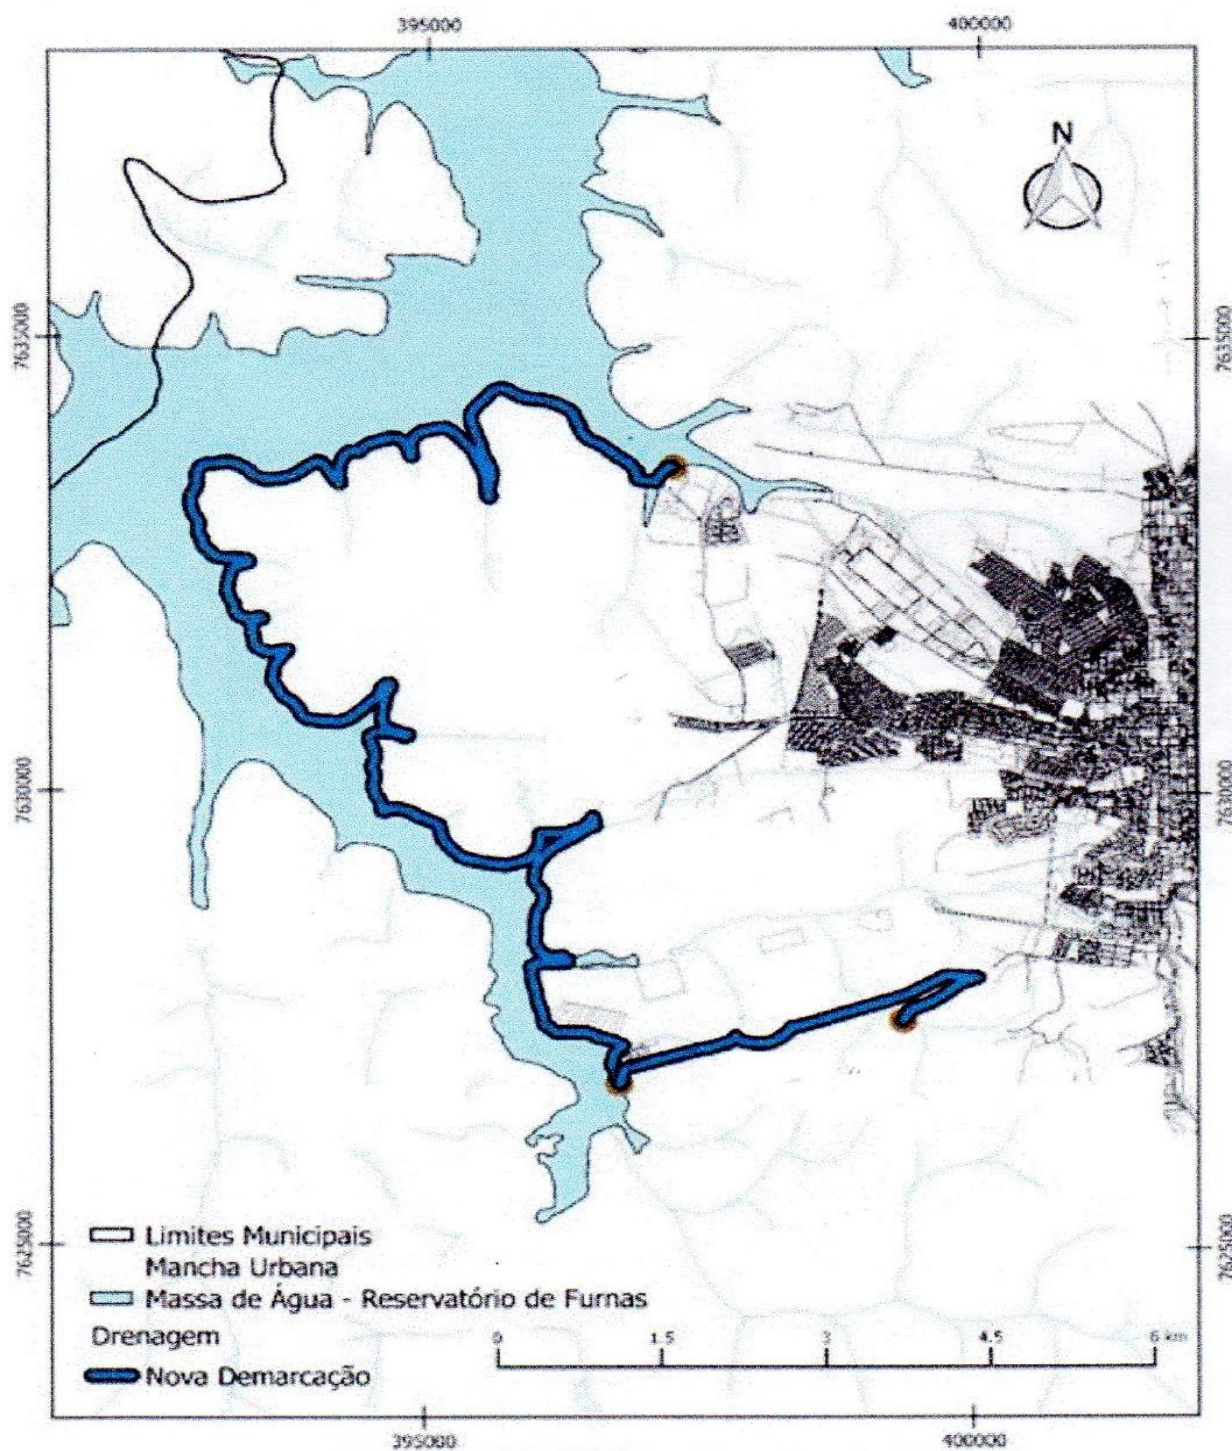 395000
400000
N
7635000
7635000
7630000
7630000
7625000
7625000
Limites Municipais
Mancha Urbana
Massa de Água - Reservatório de Furnas
Drenagem
Nova Demarcação
0 1.5 3 4.5 6 km
395000
400000